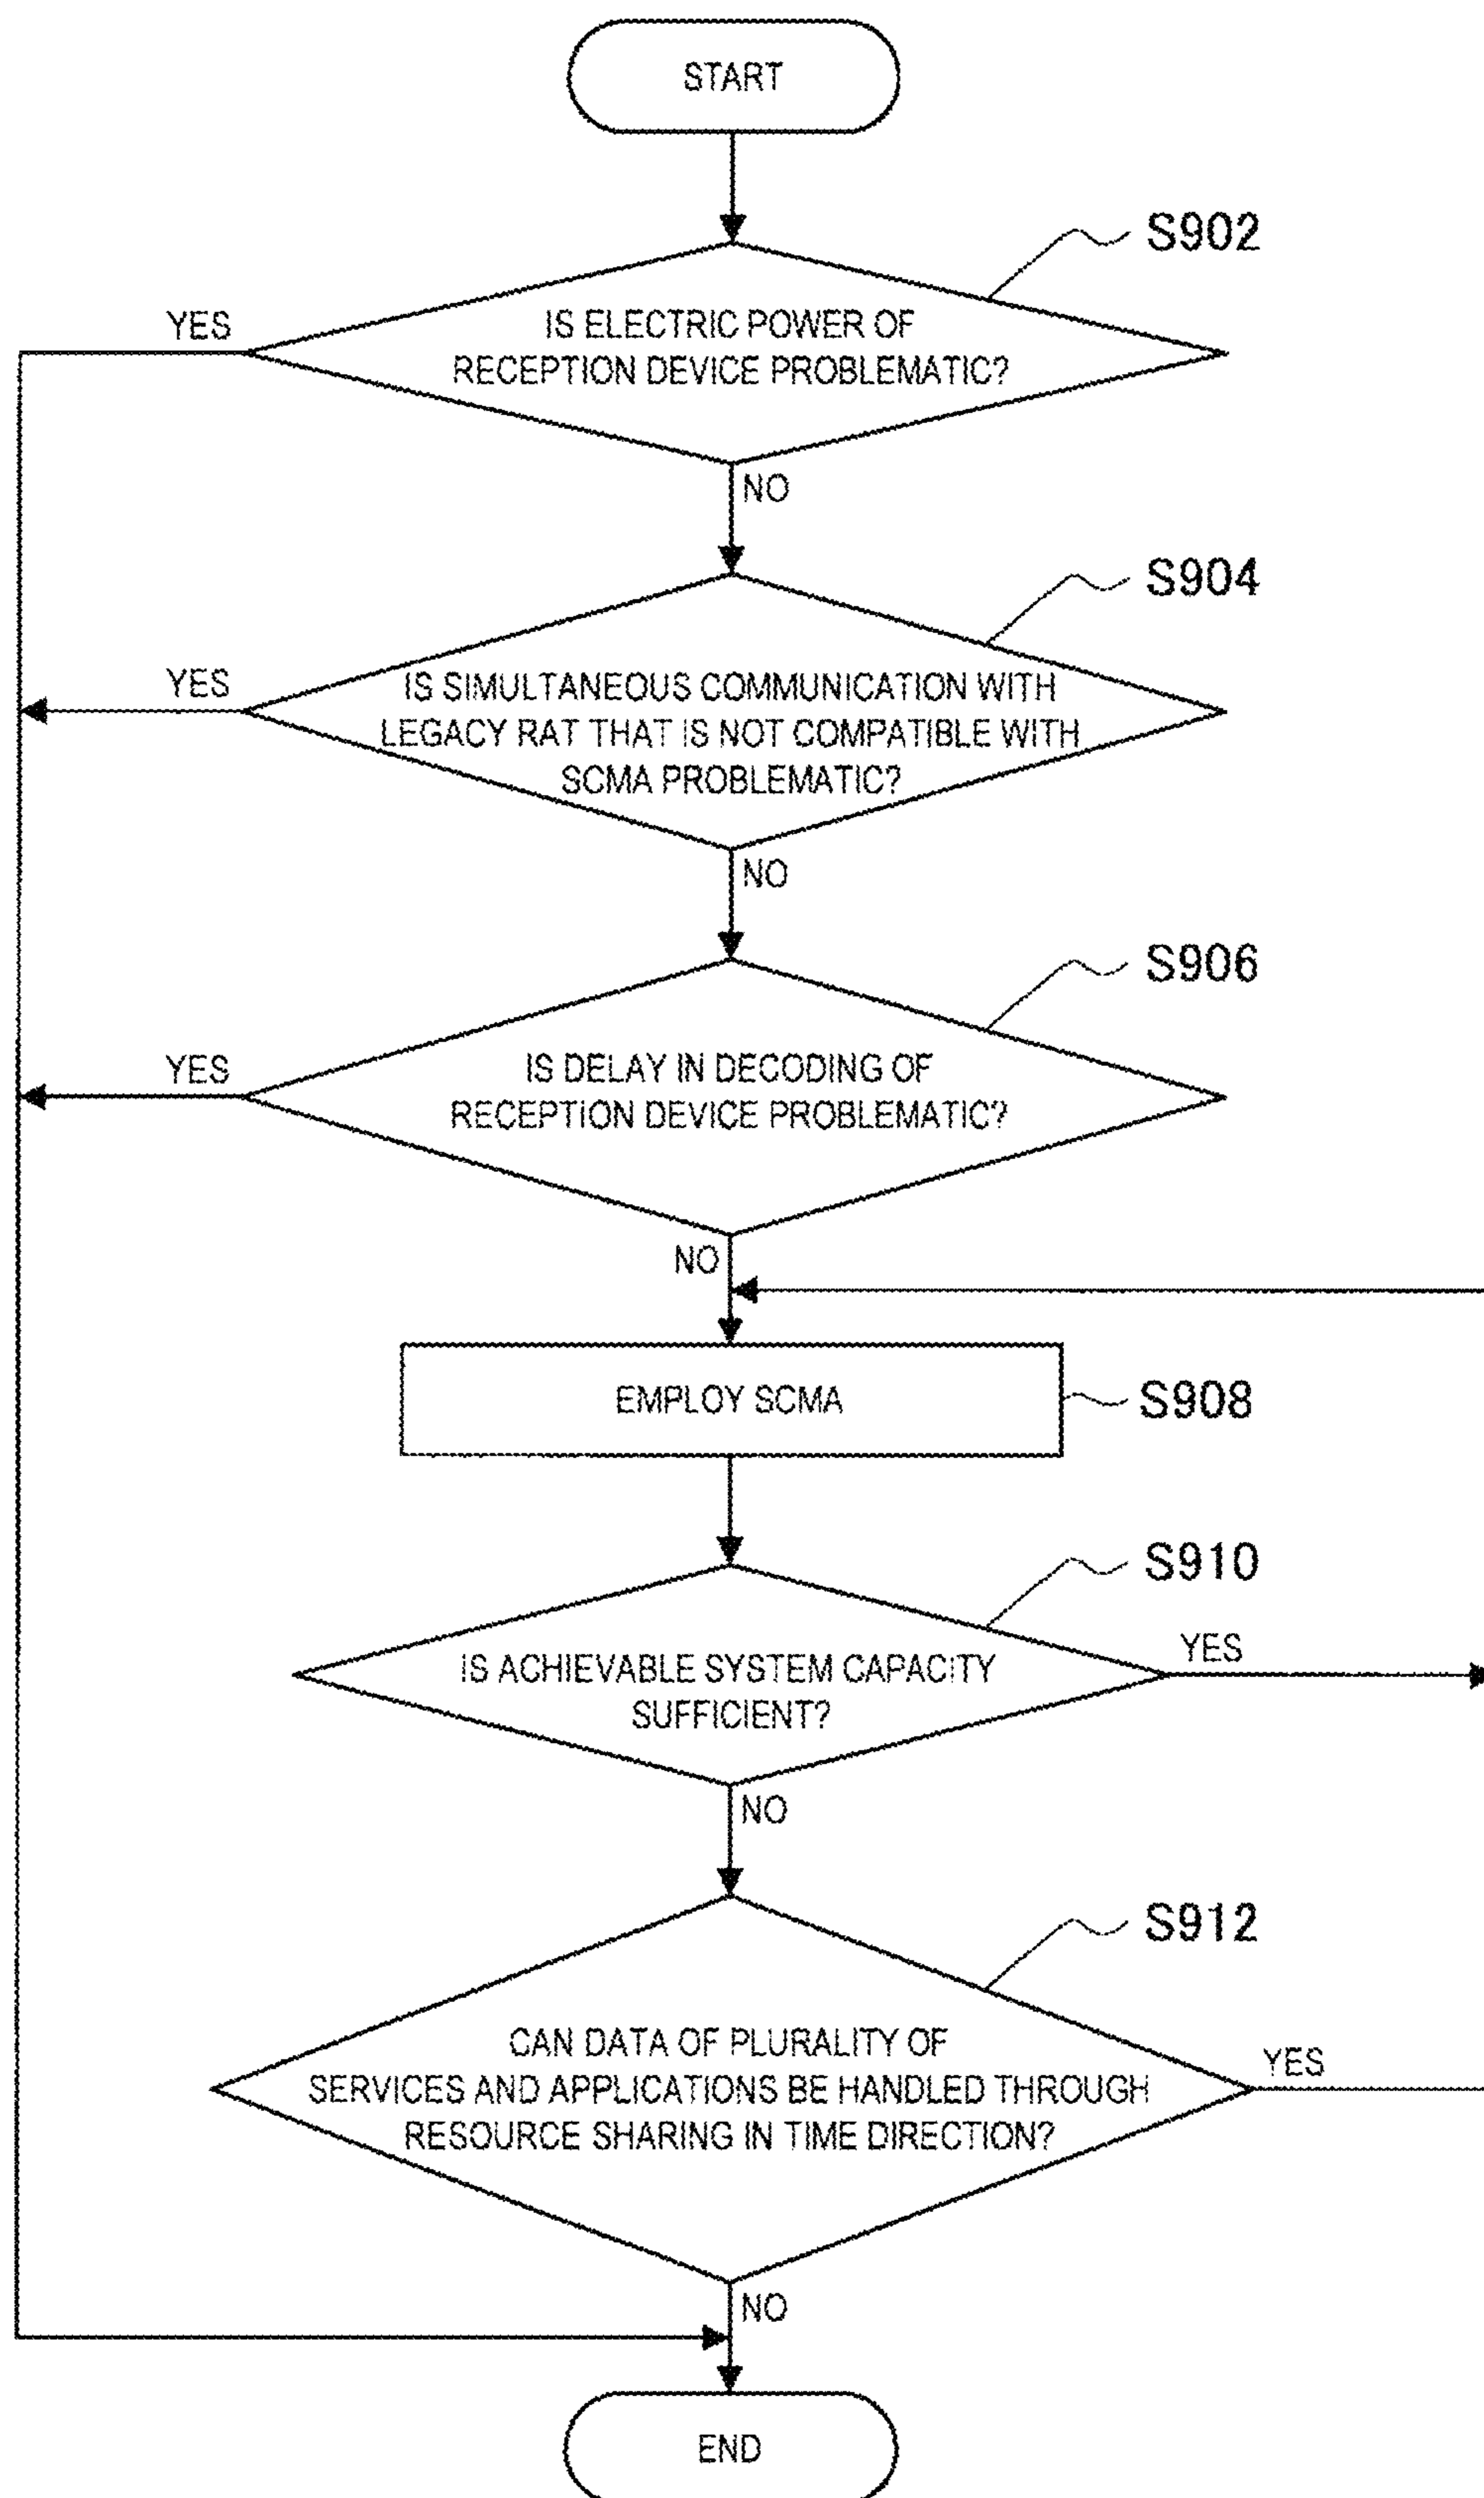 START
S902
YES
IS ELECTRIC POWER OF
RECEPTION DEVICE PROBLEMATIC?
NO
S904
YES
IS SIMULTANEOUS COMMUNICATION WITH
LEGACY RAT THAT IS NOT COMPATIBLE WITH
SCMA PROBLEMATIC?
NO
S906
YES
IS DELAY IN DECODING OF
RECEPTION DEVICE PROBLEMATIC?
NO
EMPLOY SCMA
S908
S910
IS ACHIEVABLE SYSTEM CAPACITY
SUFFICIENT?
YES
NO
S912
CAN DATA OF PLURALITY OF
SERVICES AND APPLICATIONS BE HANDLED THROUGH
RESOURCE SHARING IN TIME DIRECTION?
YES
NO
END